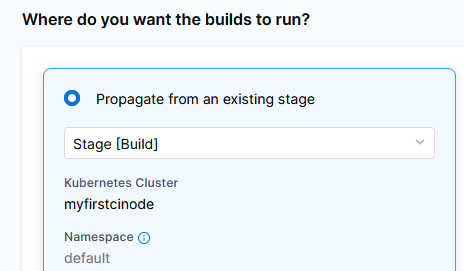 Where do you want the builds to run?
Propagate from an existing stage
Stage [Build]
Kubernetes Cluster
myfirstcinode
Namespace
default